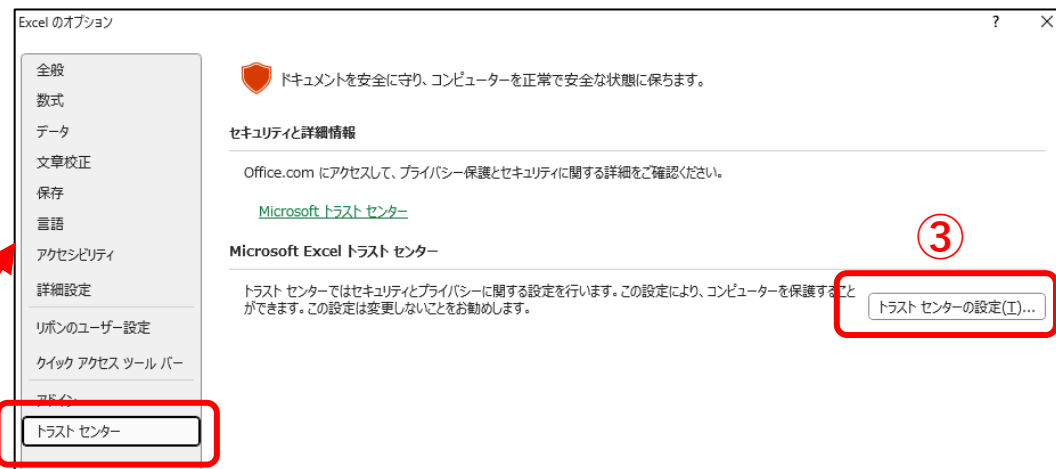 Excel のオプション
? ×
全般
数式
データ
文章校正
保存
言語
アクセシビリティ
詳細設定
リボンのユーザー設定
クイック アクセス ツール バー
アドイン
トラスト センター
ドキュメントを安全に守り、コンピューターを正常で安全な状態に保ちます。
セキュリティと詳細情報
Office.com にアクセスして、プライバシー保護とセキュリティに関する詳細をご確認ください。
Microsoft トラスト センター
Microsoft Excel トラスト センター
③
トラスト センターではセキュリティとプライバシーに関する設定を行います。この設定により、コンピューターを保護すること
ができます。この設定は変更しないことをお勧めします。
トラスト センターの設定(T)...